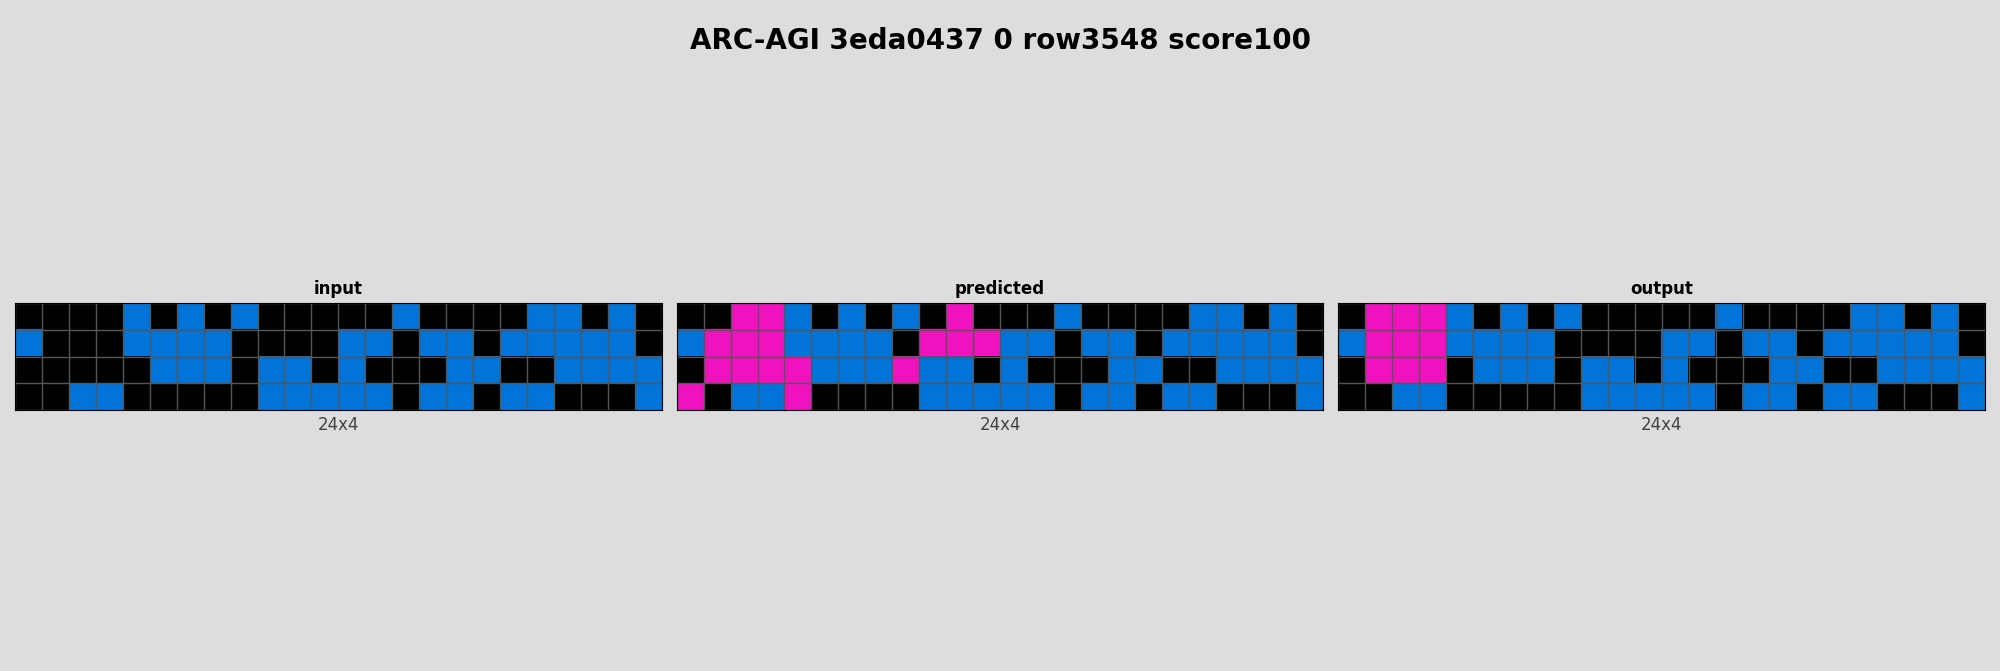 ARC-AGI 3eda0437 0 row3548 score100
input
predicted
output
24x4
24x4
24x4